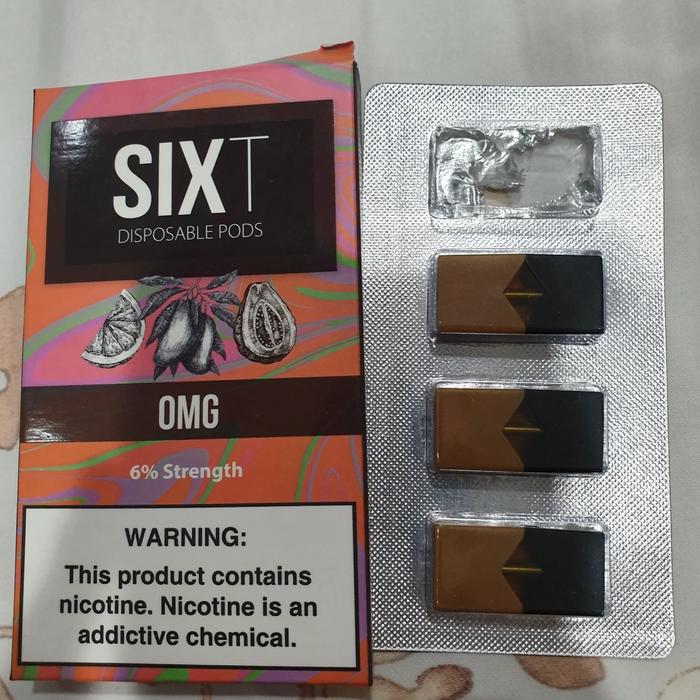 SIXT
DISPOSABLE PODS
OMG
6% Strength
WARNING:
This product contains
nicotine. Nicotine is an
addictive chemical.